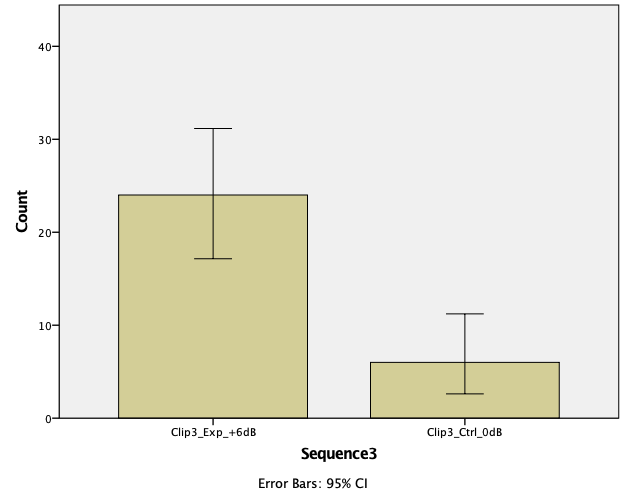 40
30
20
10
0
Count
Clip3_Exp_+6dB
Clip3_Ctrl_0dB
Sequence3
Error Bars: 95% CI